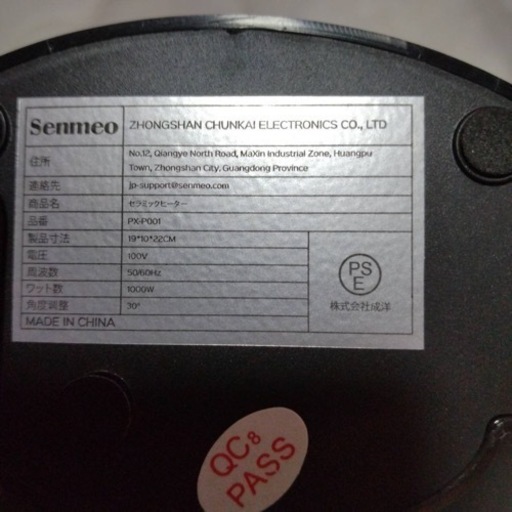 Senmeo ZHONGSHAN CHUNKAI ELECTRONICS CO., LTD
住所 No.12, Qiangye North Road, MaXin Industrial Zone, Huangpu
Town, Zhongshan City, Guangdong Province
連絡先 jp-support@senmeo.com
商品名 セラミックヒーター
品番 PX-P001
製品寸法 19*10*22CM
電圧 100V
周波数 50/60Hz
ワット数 1000W
角度調整 30°
MADE IN CHINA
PS
E
株式会社成洋
QC8
PASS